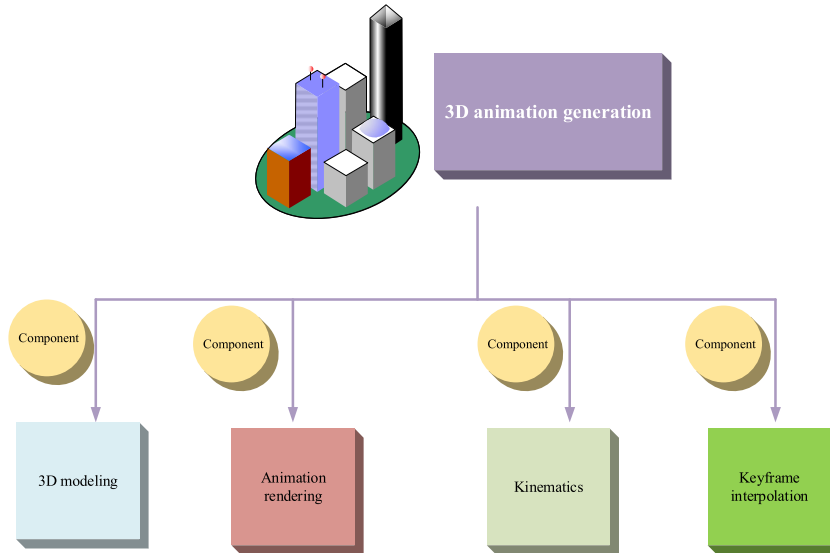 3D animation generation
Component
Component
Component
Component
3D modeling
Animation
rendering
Kinematics
Keyframe
interpolation